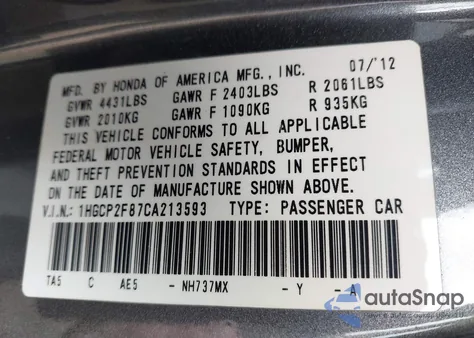 MFD. BY HONDA OF AMERICA MFG., INC. 07/'12
GVWR 4431LBS GAWR F 2403LBS R 2061LBS
GVWR 2010KG GAWR F 1090KG R 935KG
THIS VEHICLE CONFORMS TO ALL APPLICABLE
FEDERAL MOTOR VEHICLE SAFETY, BUMPER,
AND THEFT PREVENTION STANDARDS IN EFFECT
ON THE DATE OF MANUFACTURE SHOWN ABOVE.
V.I.N.: 1HGCP2F87CA213593 TYPE: PASSENGER CAR
TA5 C AE5 - NH737MX - Y - A
autoSnap